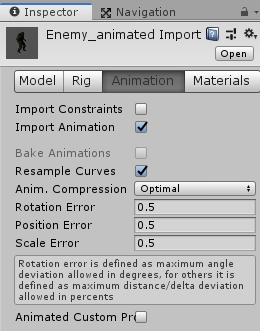 Inspector Navigation
Enemy_animated Import
Open
Model Rig Animation Materials
Import Constraints
Import Animation
Bake Animations
Resample Curves
Anim. Compression Optimal
Rotation Error 0.5
Position Error 0.5
Scale Error 0.5
Rotation error is defined as maximum angle
deviation allowed in degrees, for others it is
defined as maximum distance/delta deviation
allowed in percents
Animated Custom Pro